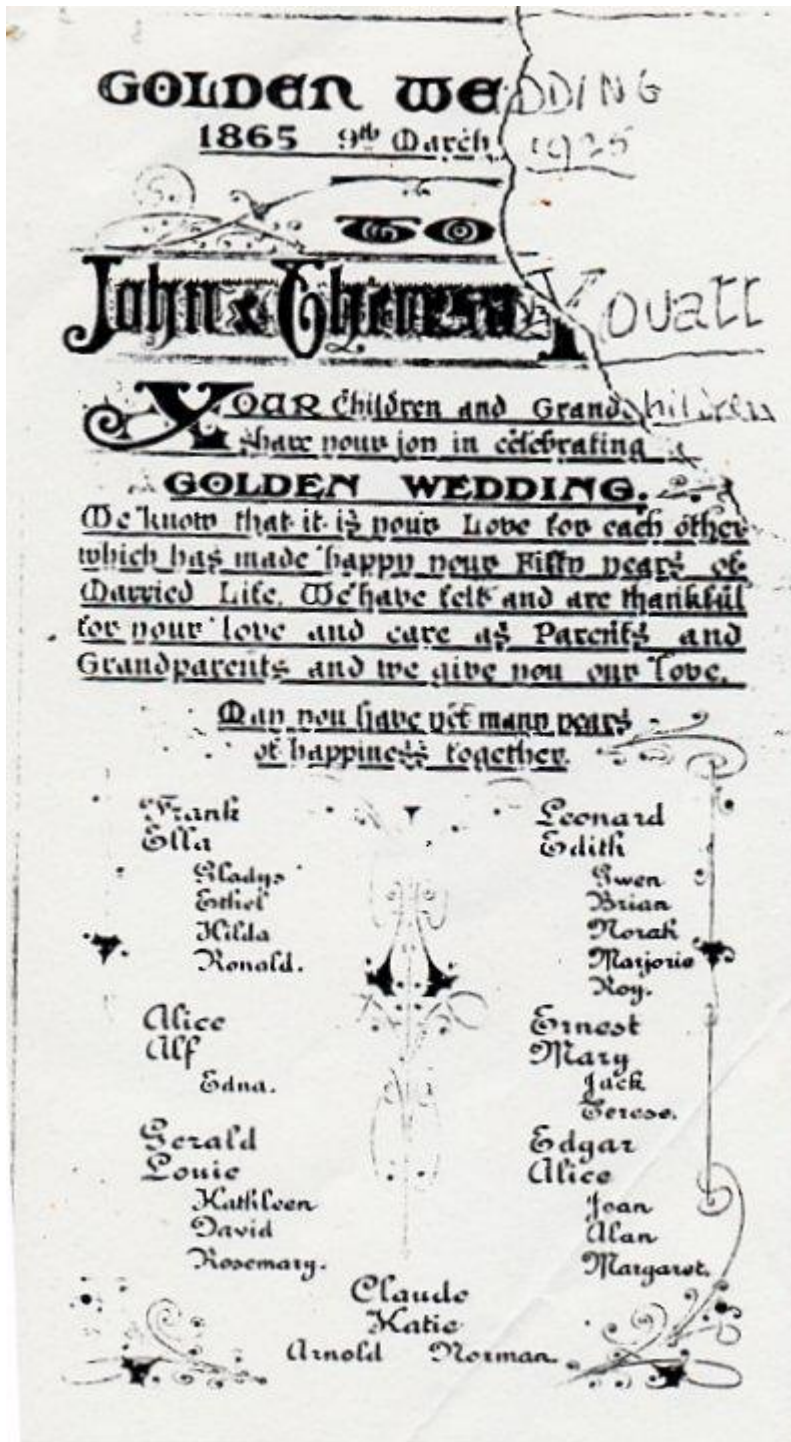 GOLDEN WEDDING
1865 9th March 1935
TO
John & Theresa Youatt
YOUR Children and Grandchildren
share your joy in celebrating
GOLDEN WEDDING.
We know that it is your Love for each other
which has made happy your Fifty years of
Married Life. We have felt and are thankful
for your love and care as Parents and
Grandparents and we give you our love.
May you have yet many years
of happiness together.
Frank
Ella
Gladys
Ethel
Hilda
Ronald.
Alice
Alf
Edna.
Gerald
Louie
Kathleen
David
Rosemary.
Leonard
Edith
Gwen
Brian
Norah
Marjorie
Roy.
Ernest
Mary
Jack
Terese.
Edgar
Alice
Joan
Alan
Margaret.
Claude
Katie
Arnold Norman.